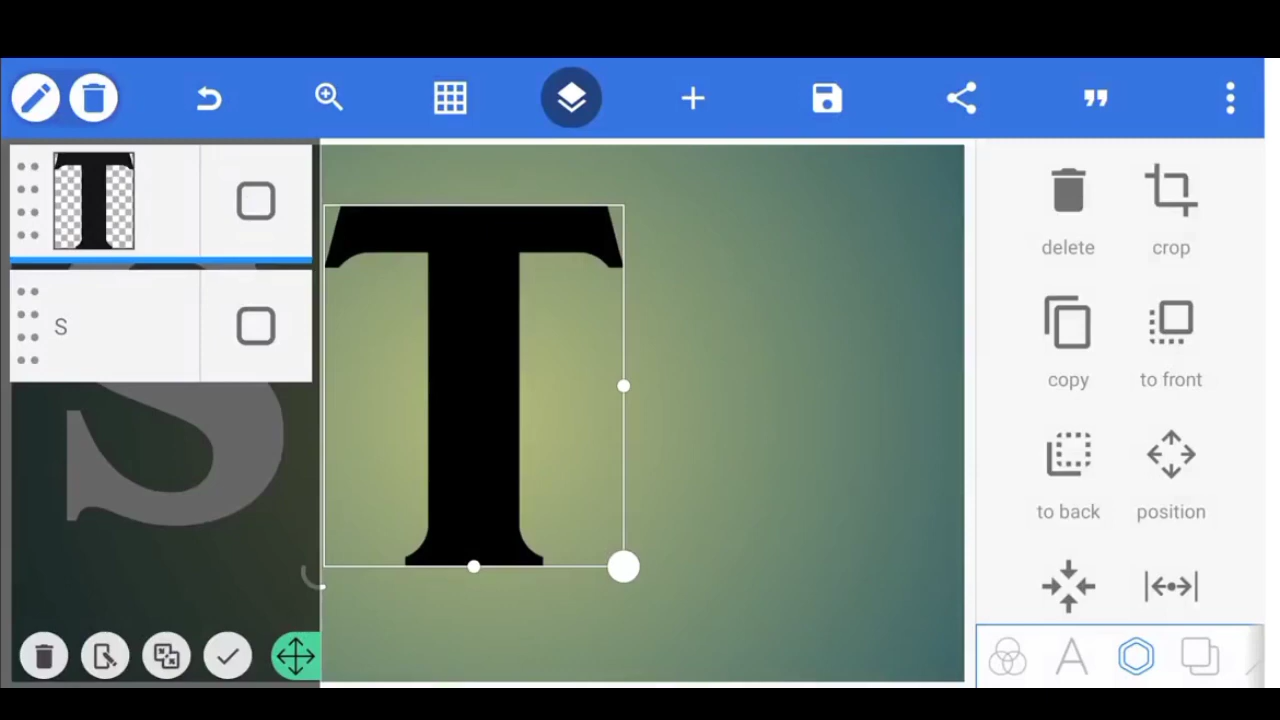 T
S
S
T
delete
crop
copy
to front
to back
position
A